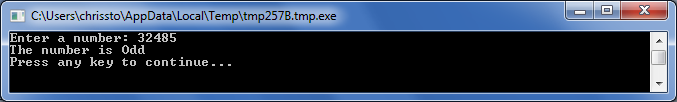 C:\Users\chrissto\AppData\Local\Temp\tmp257B.tmp.exe
Enter a number: 32485
The number is Odd
Press any key to continue...